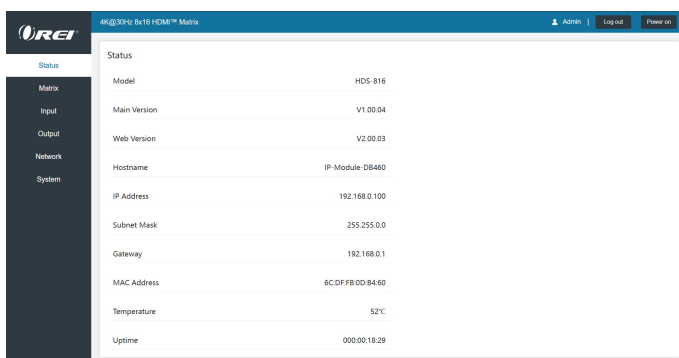 OREI
4K@30Hz 8x16 HDMI™ Matrix
Admin | Log out Power on
Status
Matrix
Input
Output
Network
System
Status
Model HDS-816
Main Version V1.00.04
Web Version V2.00.03
Hostname IP-Module-DB460
IP Address 192.168.0.100
Subnet Mask 255.255.0.0
Gateway 192.168.0.1
MAC Address 6C:DF:FB:0D:B4:60
Temperature 52°C
Uptime 000:00:18:29